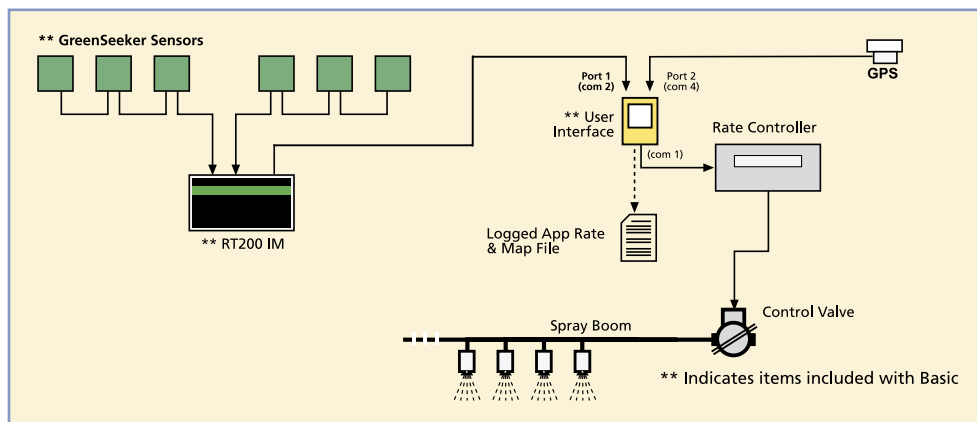 ** GreenSeeker Sensors
Port 1
(com 2)
Port 2
(com 4)
GPS
** User
Interface
Rate Controller
(com 1)
** RT200 IM
Logged App Rate
& Map File
Spray Boom
Control Valve
** Indicates items included with Basic